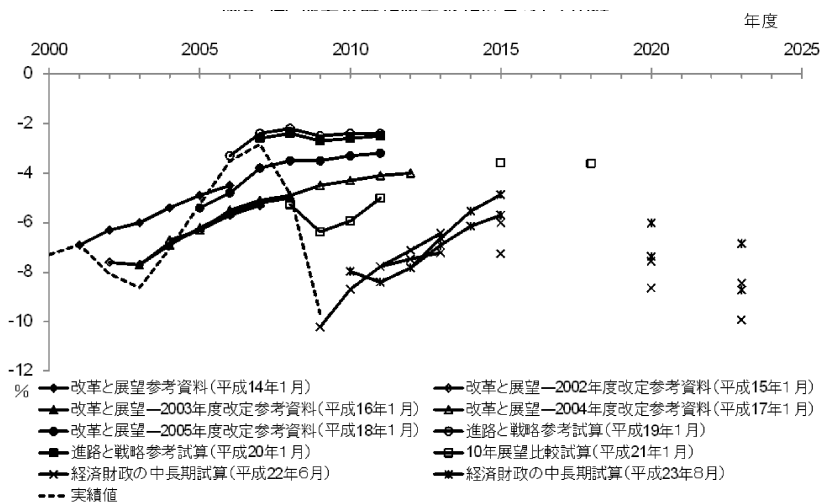 年度
2000 2005 2010 2015 2020 2025
0
-2
-4
-6
-8
-10
-12
%
改革と展望参考資料(平成14年1月) 改革と展望―2002年度改定参考資料(平成15年1月)
改革と展望―2003年度改定参考資料(平成16年1月) 改革と展望―2004年度改定参考資料(平成17年1月)
改革と展望―2005年度改定参考資料(平成18年1月) 進路と戦略参考試算(平成19年1月)
進路と戦略参考試算(平成20年1月) 10年展望比較試算(平成21年1月)
経済財政の中長期試算(平成22年6月) 経済財政の中長期試算(平成23年8月)
実績値